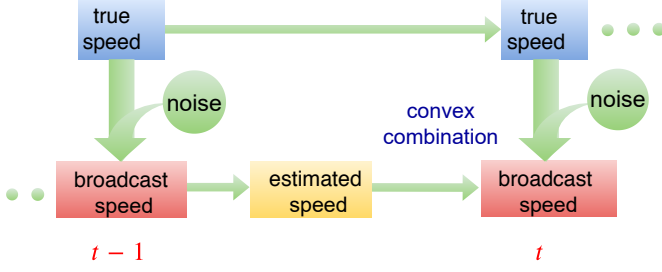 true
speed
true
speed
noise
noise
convex
combination
broadcast
speed
estimated
speed
broadcast
speed
t − 1
t